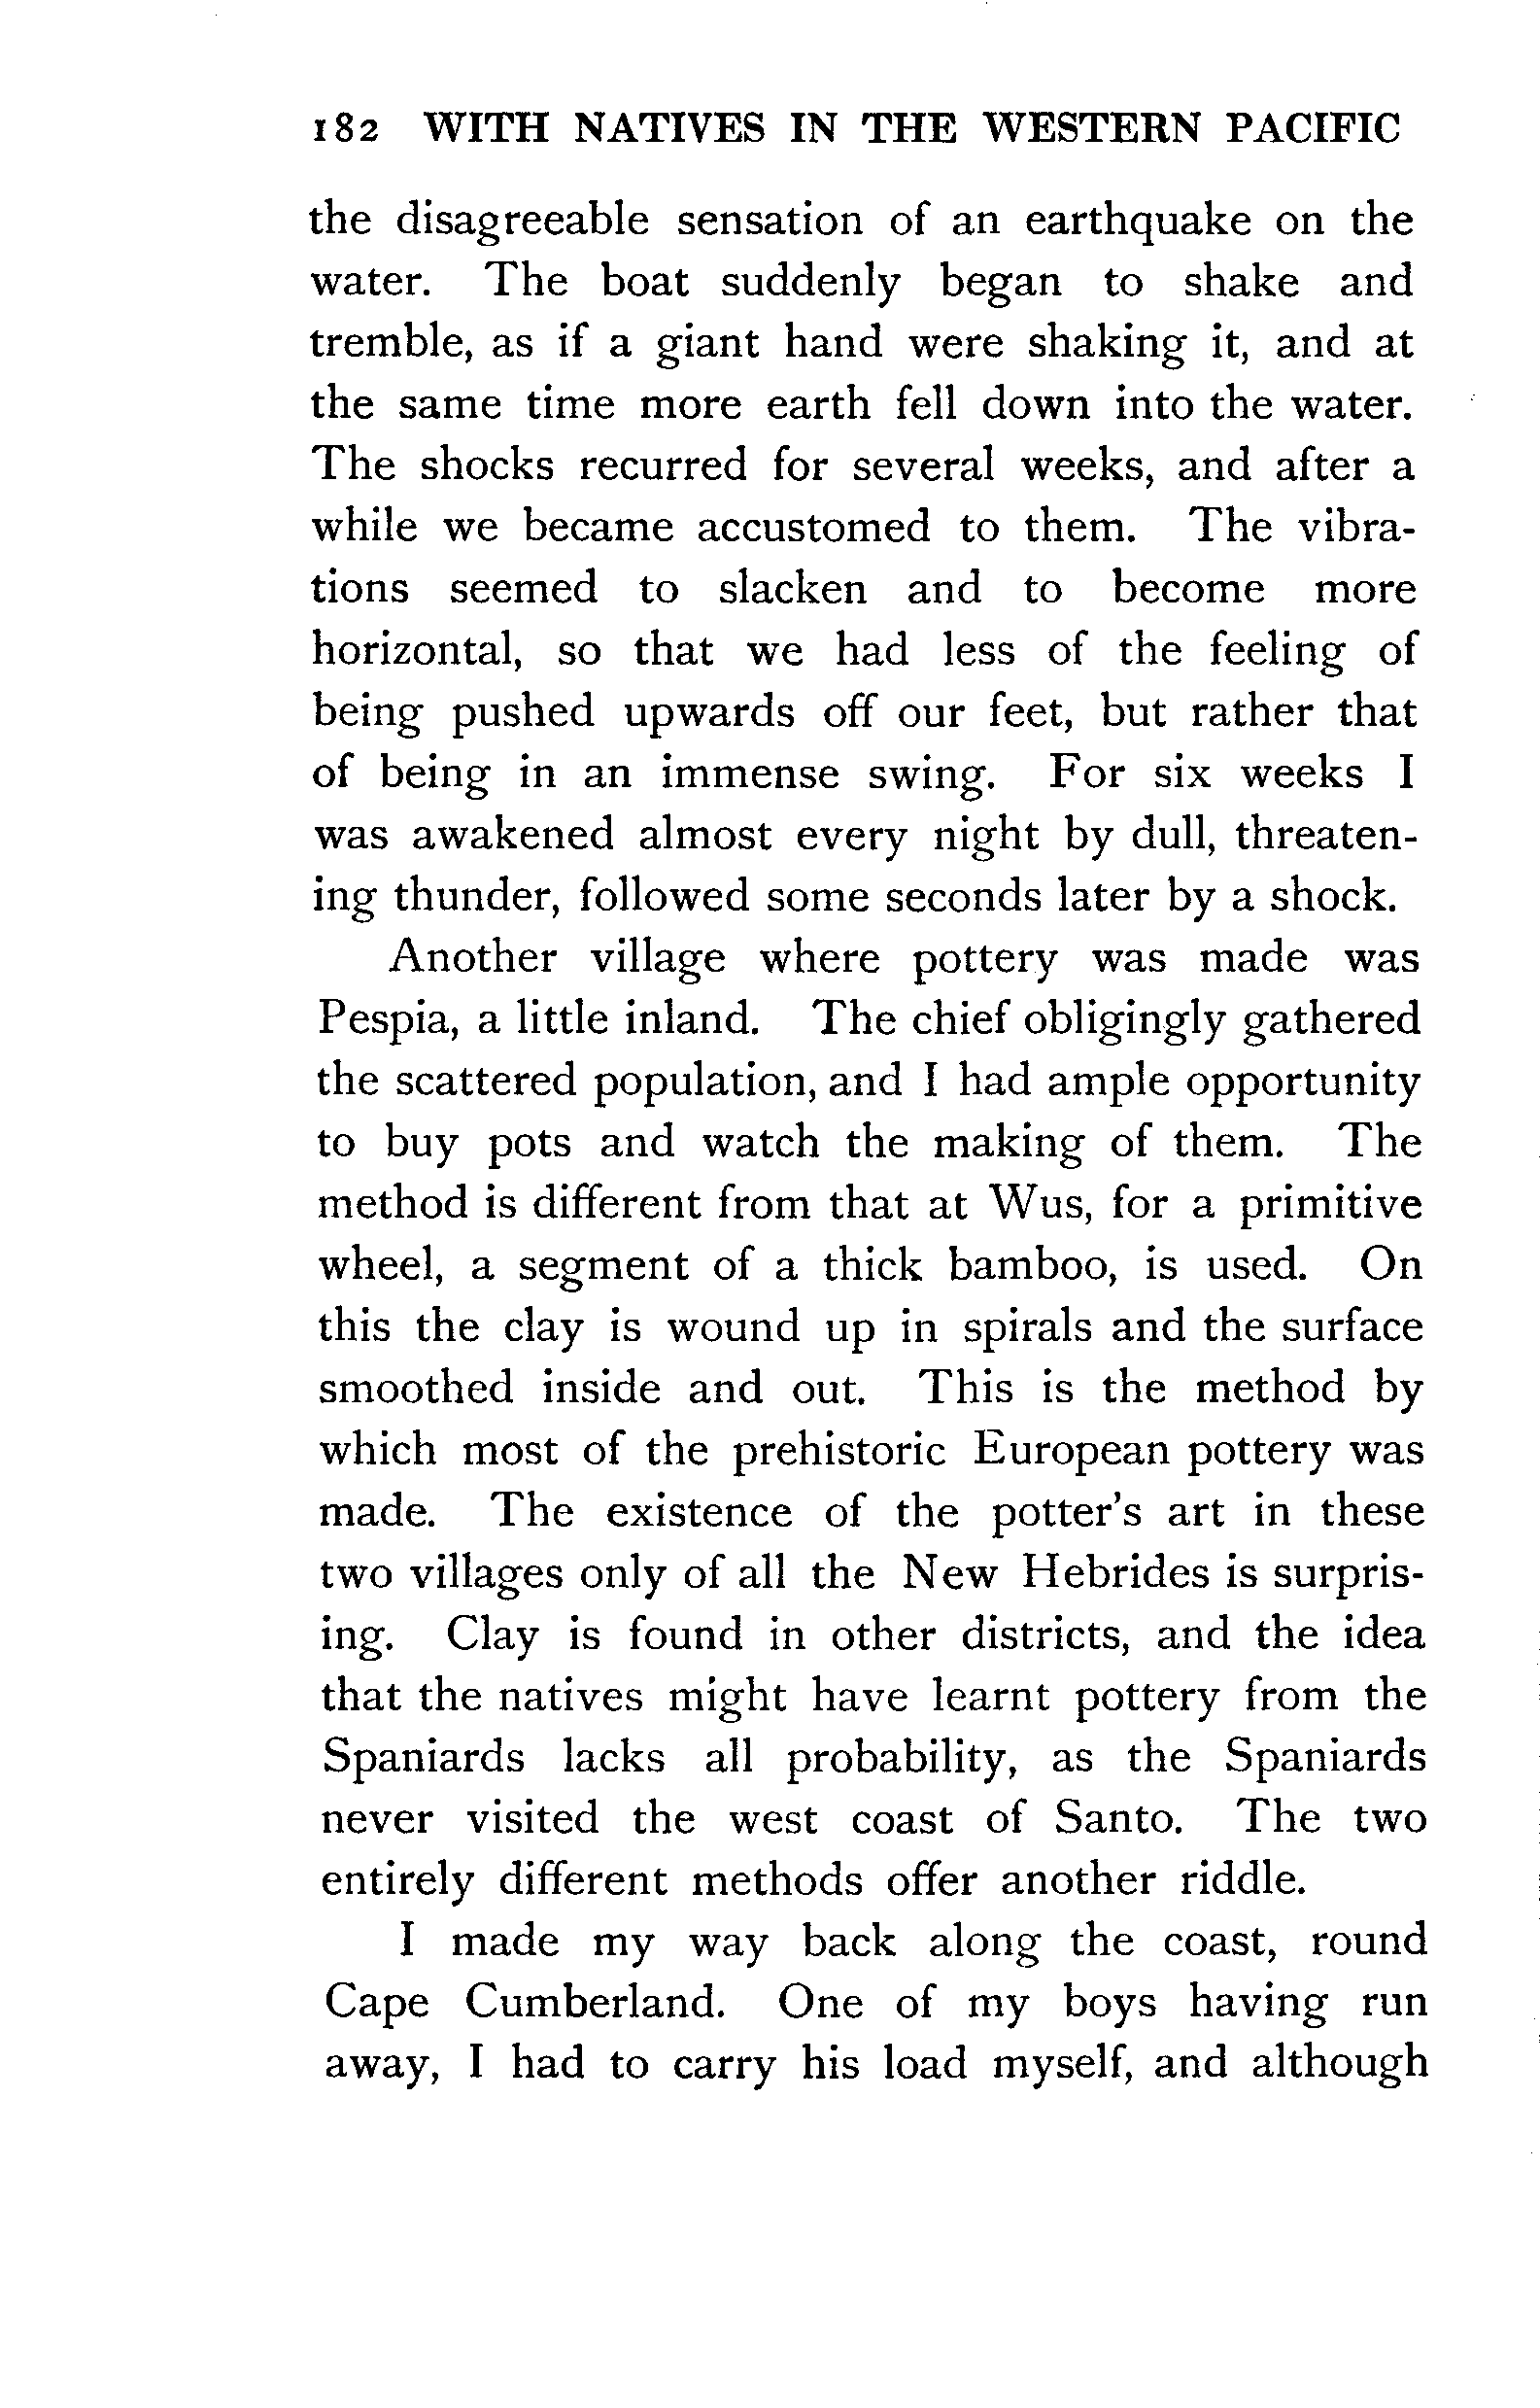 182 WITH NATIVES IN THE WESTERN PACIFIC
the disagreeable sensation of an earthquake on the
water. The boat suddenly began to shake and
tremble, as if a giant hand were shaking it, and at
the same time more earth fell down into the water.
The shocks recurred for several weeks, and after a
while we became accustomed to them. The vibra-
tions seemed to slacken and to become more
horizontal, so that we had less of the feeling of
being pushed upwards off our feet, but rather that
of being in an immense swing. For six weeks I
was awakened almost every night by dull, threaten-
ing thunder, followed some seconds later by a shock.
Another village where pottery was made was
Pespia, a little inland. The chief obligingly gathered
the scattered population, and I had ample opportunity
to buy pots and watch the making of them. The
method is different from that at Wus, for a primitive
wheel, a segment of a thick bamboo, is used. On
this the clay is wound up in spirals and the surface
smoothed inside and out. This is the method by
which most of the prehistoric European pottery was
made. The existence of the potter's art in these
two villages only of all the New Hebrides is surpris-
ing. Clay is found in other districts, and the idea
that the natives might have learnt pottery from the
Spaniards lacks all probability, as the Spaniards
never visited the west coast of Santo. The two
entirely different methods offer another riddle.
I made my way back along the coast, round
Cape Cumberland. One of my boys having run
away, I had to carry his load myself, and although